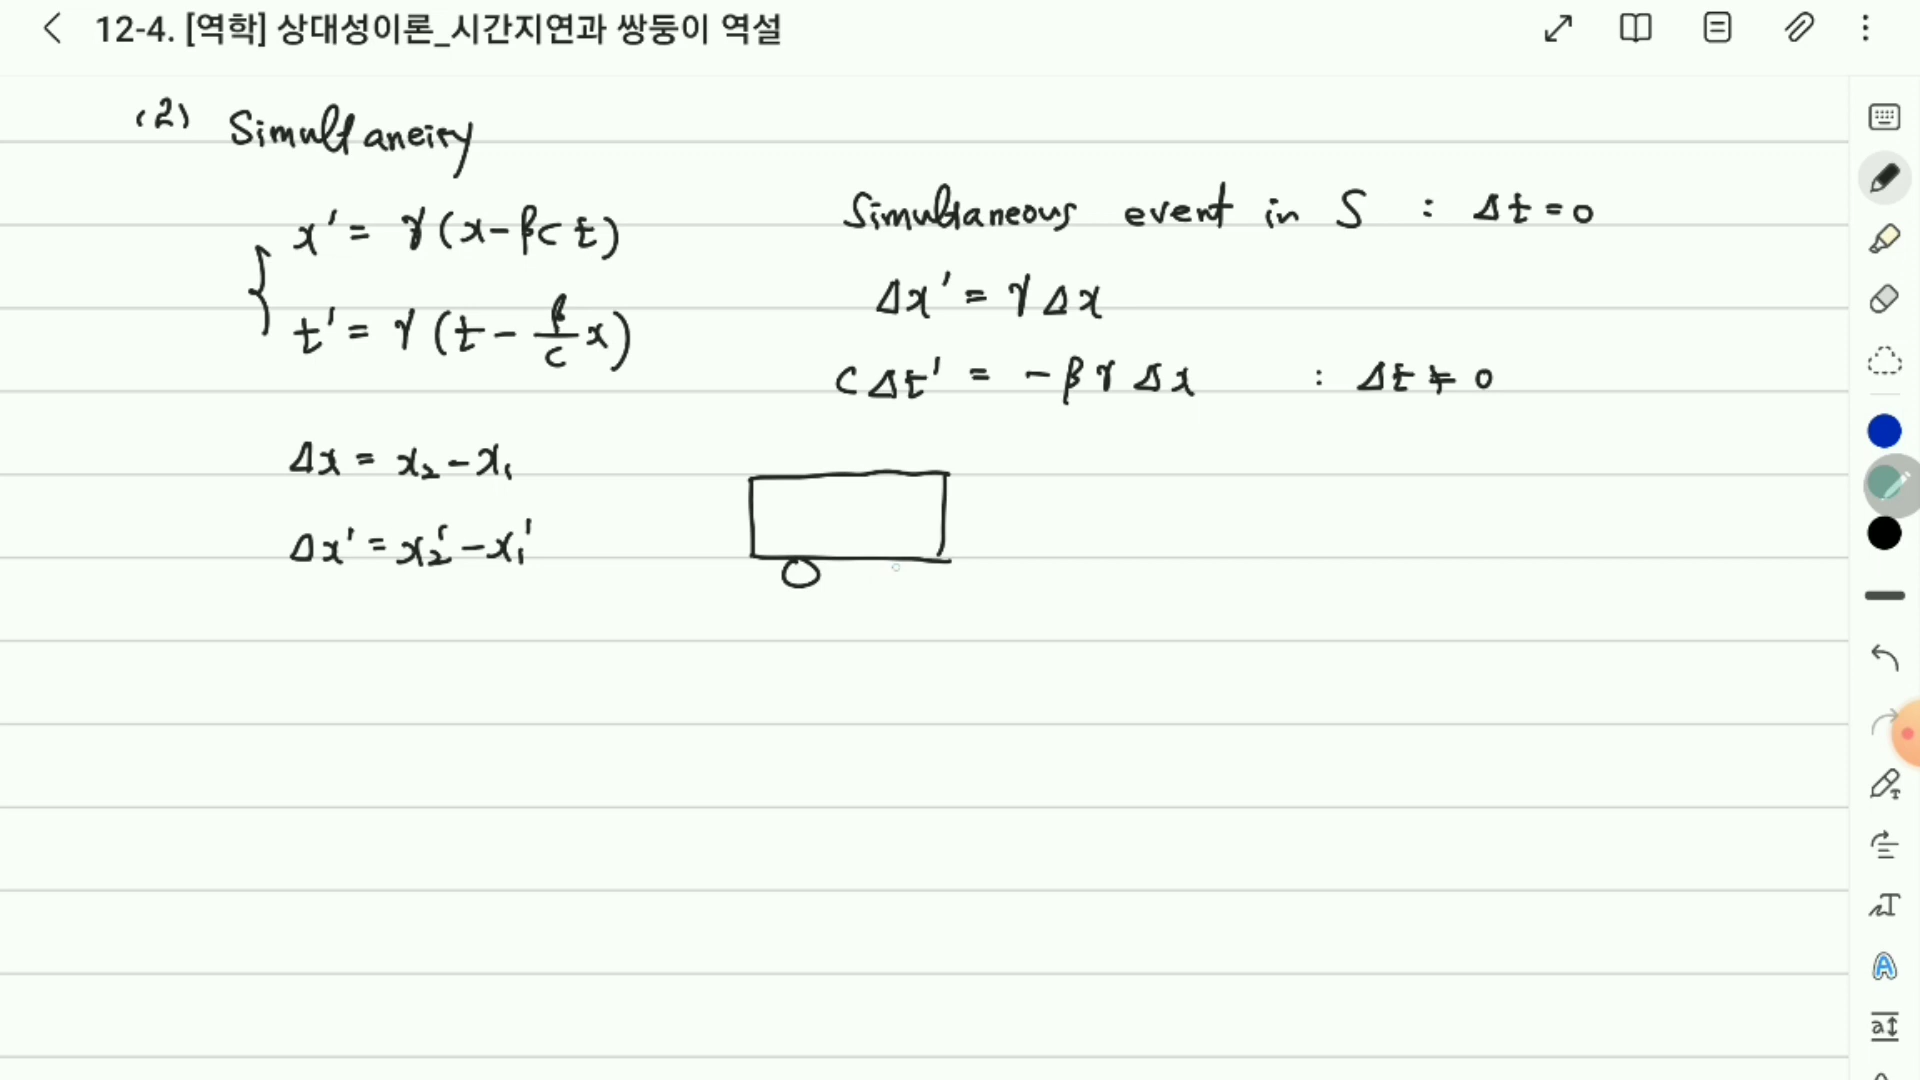 12-4. [역학] 상대성이론_시간지연과 쌍둥이 역설
(2) Simultaneity
x' = γ(x-βct)
t' = γ(t - β/c x)
Δx = x₂-x₁
Δx' = x₂'-x₁'
Simultaneous event in S : Δt=0
Δx' = γΔx
cΔt' = -βγΔx : Δt ≠ 0